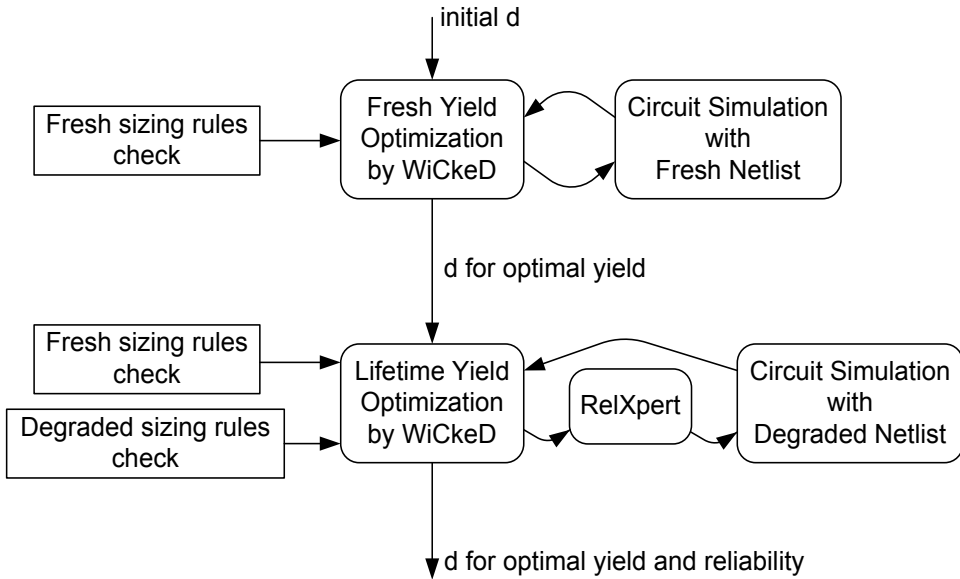 initial d
Fresh sizing rules
check
Fresh Yield
Optimization
by WiCkeD
Circuit Simulation
with
Fresh Netlist
d for optimal yield
Fresh sizing rules
check
Degraded sizing rules
check
Lifetime Yield
Optimization
by WiCkeD
RelXpert
Circuit Simulation
with
Degraded Netlist
d for optimal yield and reliability